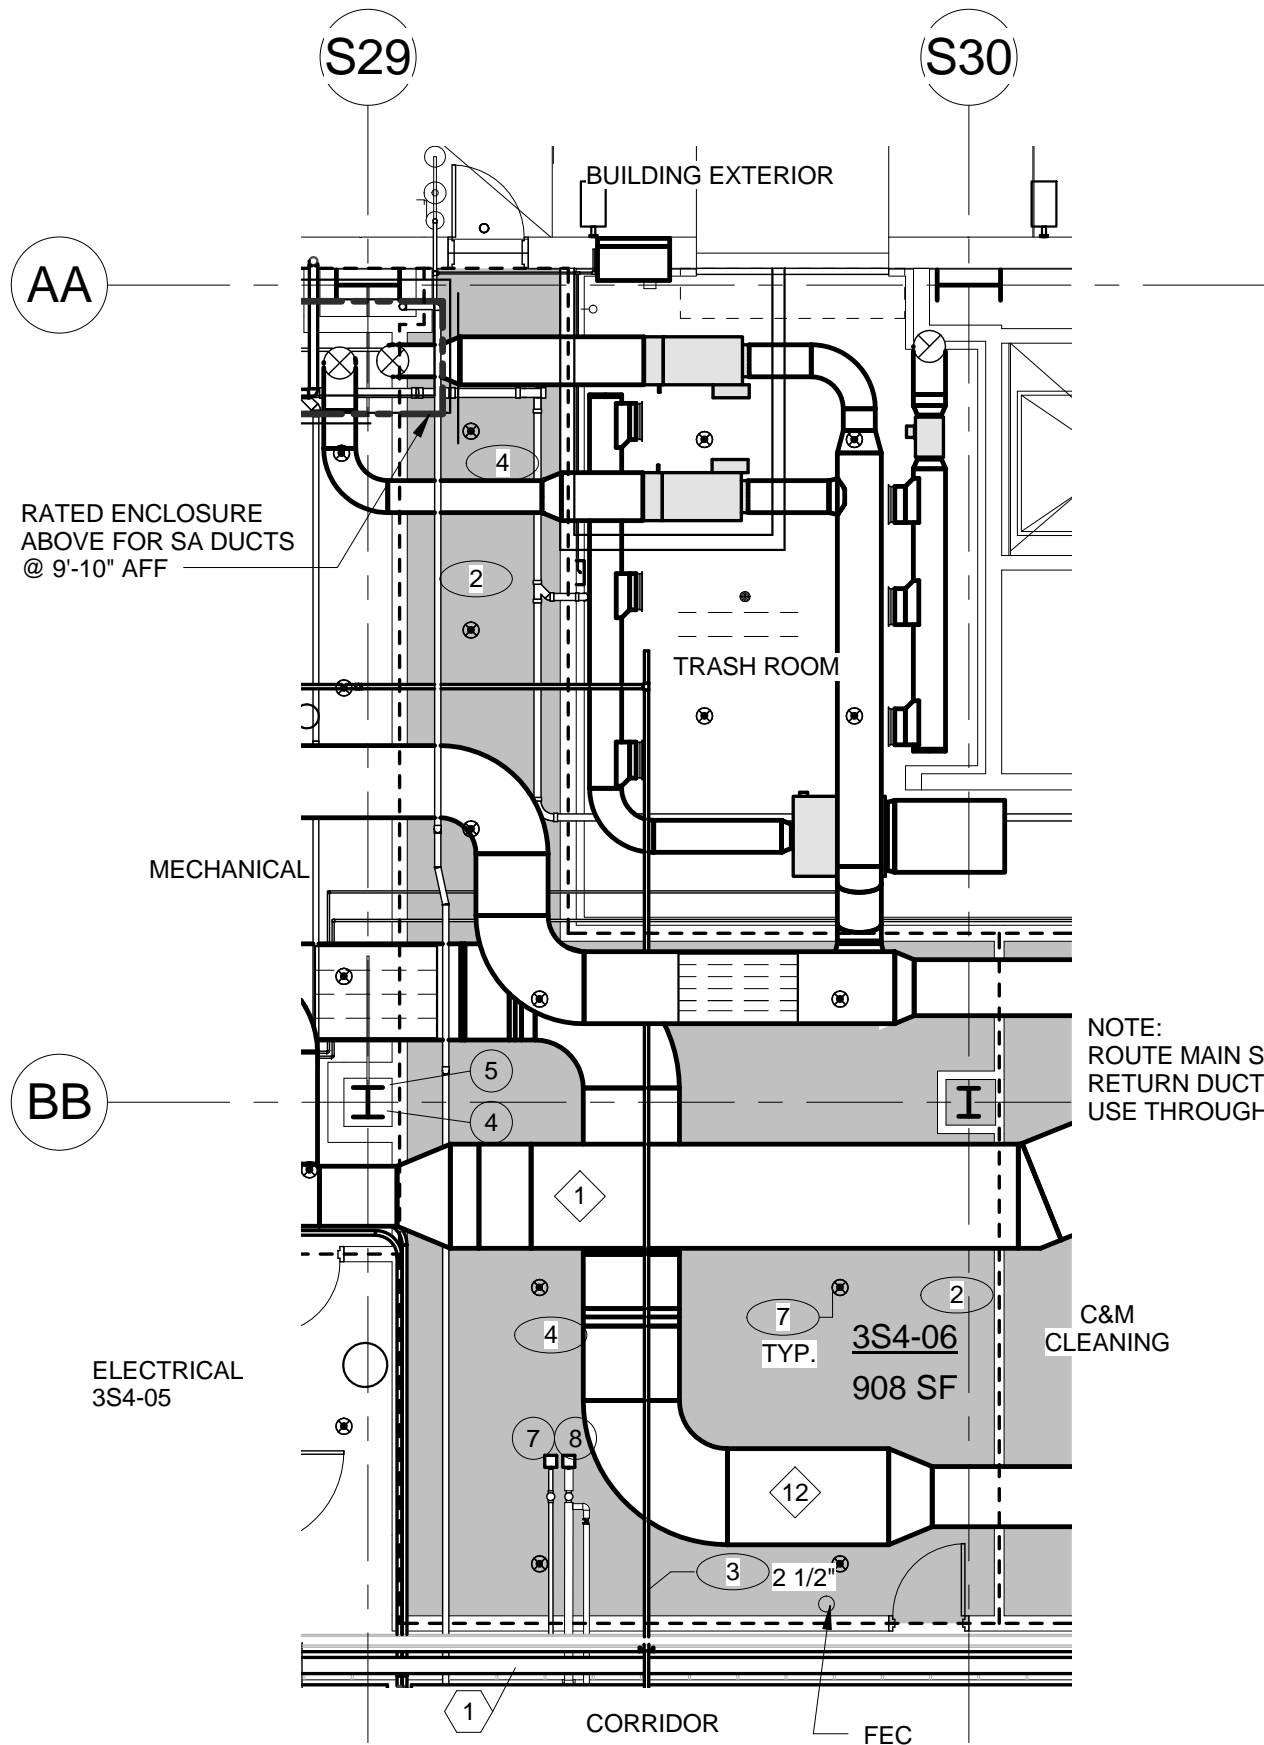 S29
S30
BUILDING EXTERIOR
AA
4
RATED ENCLOSURE
ABOVE FOR SA DUCTS
@ 9'-10" AFF
2
TRASH ROOM
MECHANICAL
NOTE:
ROUTE MAIN S
RETURN DUCT
USE THROUGH
5
BB
4
1
2
7
TYP.
4
3S4-06
908 SF
C&M
CLEANING
ELECTRICAL
3S4-05
7
8
12
3
2 1/2"
1
CORRIDOR
FEC